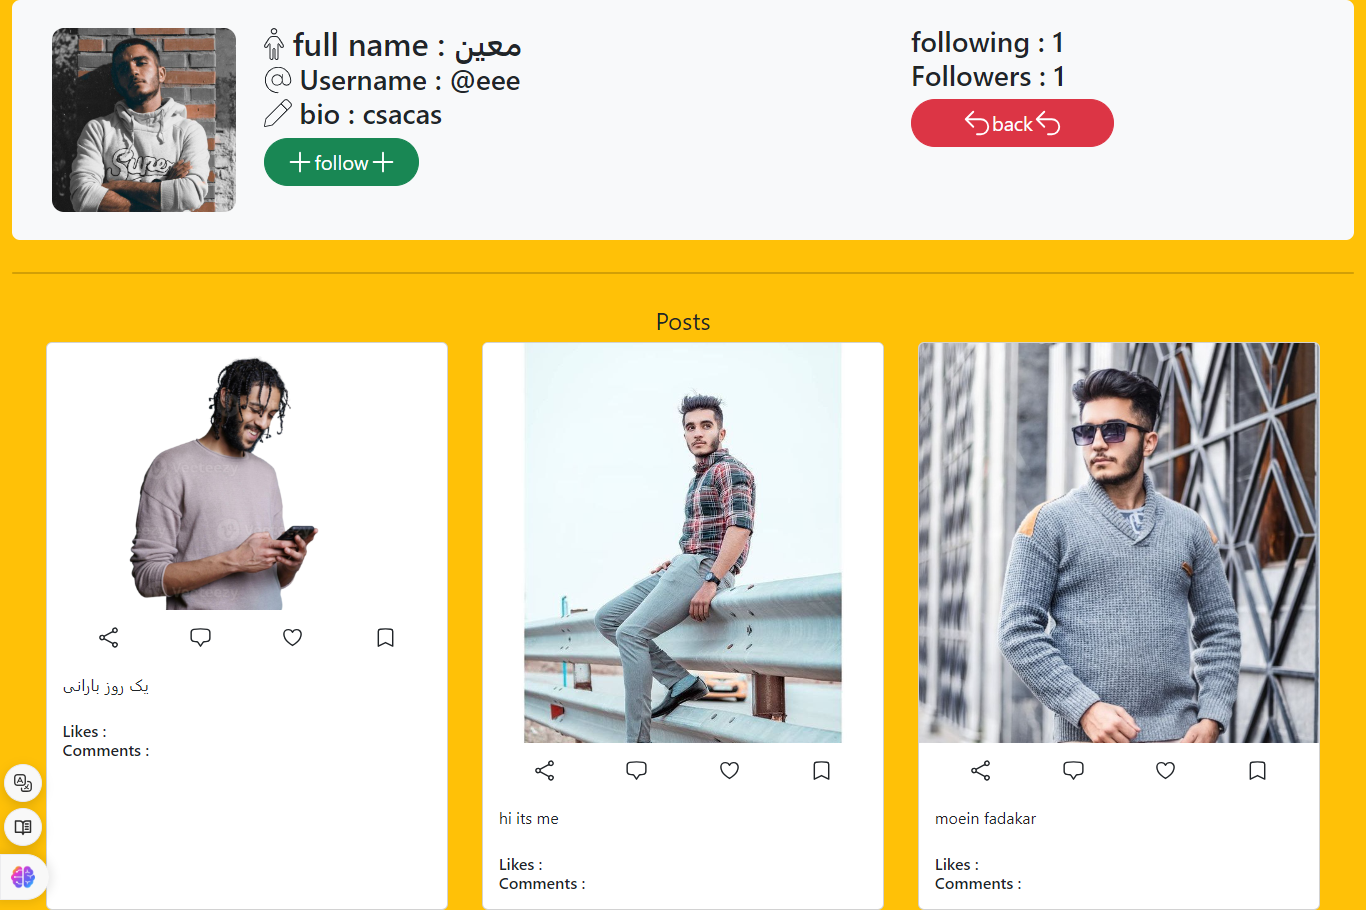 full name : معین
@ Username : @eee
bio : csacas
+ follow +
following : 1
Followers : 1
back
Posts
vecteezy
یک روز بارانی
Likes :
Comments :
hi its me
Likes :
Comments :
moein fadakar
Likes :
Comments :